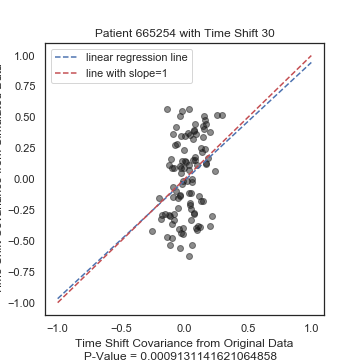 Patient 665254 with Time Shift 30
linear regression line
line with slope=1
1.00
0.75
0.50
0.25
0.00
−0.25
−0.50
−0.75
−1.00
−1.0 −0.5 0.0 0.5 1.0
Time Shift Covariance from Original Data
P-Value = 0.0009131141621064858